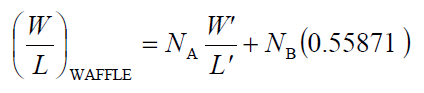 (W/L)_WAFFLE = N_A W′/L′ + N_B(0.55871 )